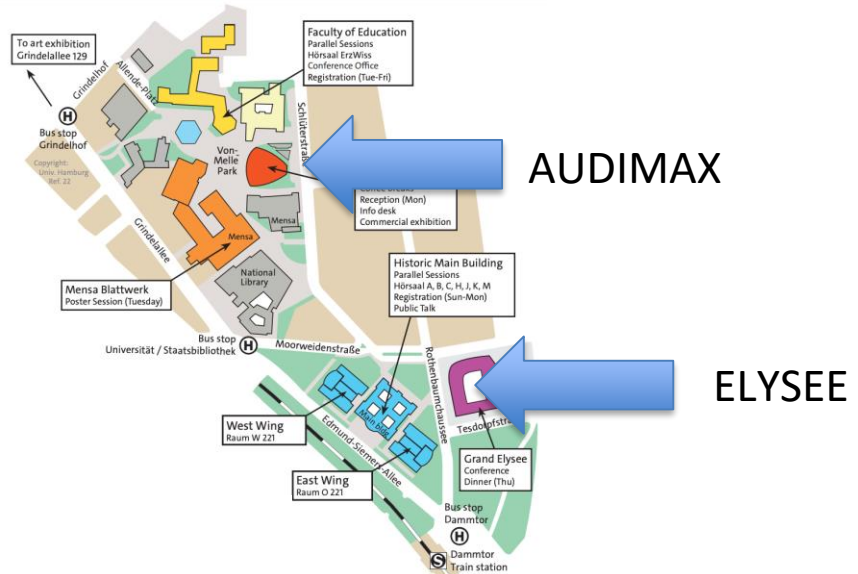 To art exhibition
Grindelallee 129
Grindelhof
Allende-Platz
Bus stop
Grindelhof
Copyright:
Univ. Hamburg
Ref. 22
Faculty of Education
Parallel Sessions
Hörsaal ErzWiss
Conference Office
Registration (Tue-Fri)
Schlüterstraße
Von-
Melle
Park
AUDIMAX
Reception (Mon)
Info desk
Commercial exhibition
Mensa
Grindelallee
Mensa
Mensa Blattwerk
Poster Session (Tuesday)
National
Library
Historic Main Building
Parallel Sessions
Hörsaal A, B, C, H, J, K, M
Registration (Sun-Mon)
Public Talk
Bus stop
Universität / Staatsbibliothek
H
H
Moorweidenstraße
Rothenbaumchaussee
ELYSEE
Main bldg
West Wing
Raum W 221
Edmund-Siemers-Allee
Tesdorpfstra
East Wing
Raum O 221
Grand Elysee
Conference
Dinner (Thu)
Bus stop
Dammtor
H
S
Dammtor
Train station